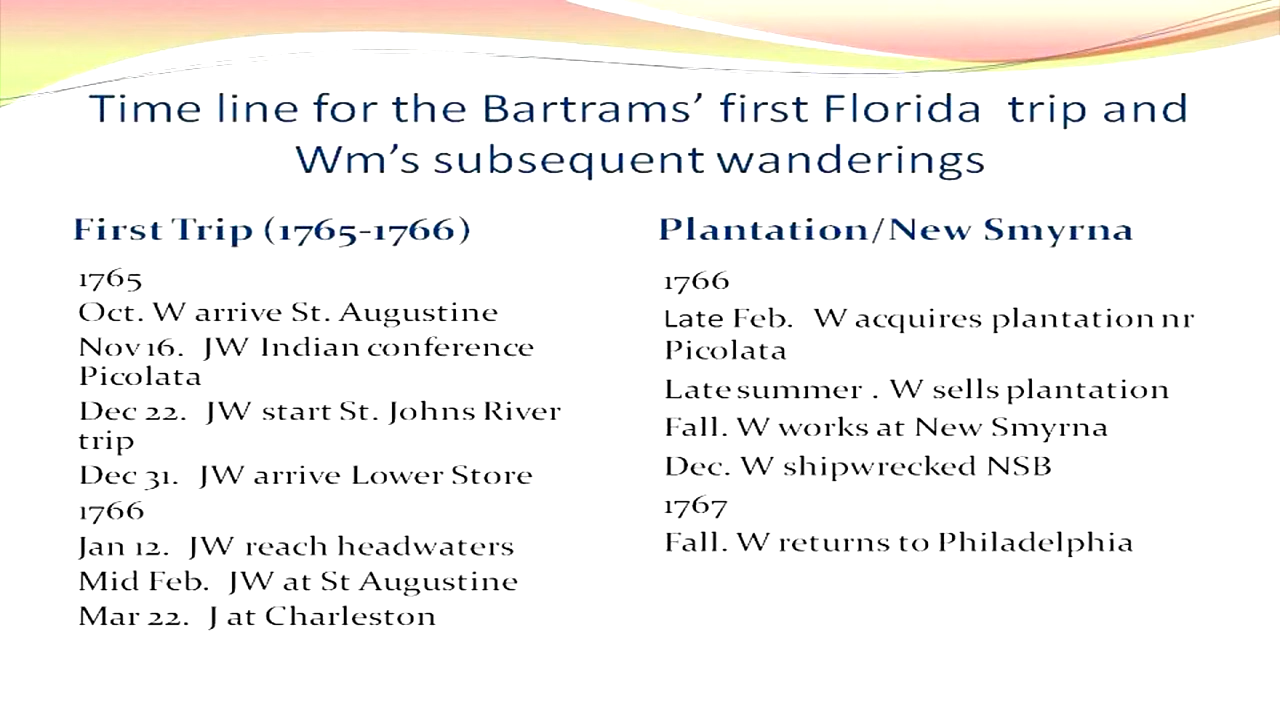 Time line for the Bartrams’ first Florida trip and
Wm’s subsequent wanderings
First Trip (1765-1766)
1765
Oct. W arrive St. Augustine
Nov 16. JW Indian conference
Picolata
Dec 22. JW start St. Johns River
trip
Dec 31. JW arrive Lower Store
1766
Jan 12. JW reach headwaters
Mid Feb. JW at St Augustine
Mar 22. J at Charleston
Plantation/New Smyrna
1766
Late Feb. W acquires plantation nr
Picolata
Late summer . W sells plantation
Fall. W works at New Smyrna
Dec. W shipwrecked NSB
1767
Fall. W returns to Philadelphia